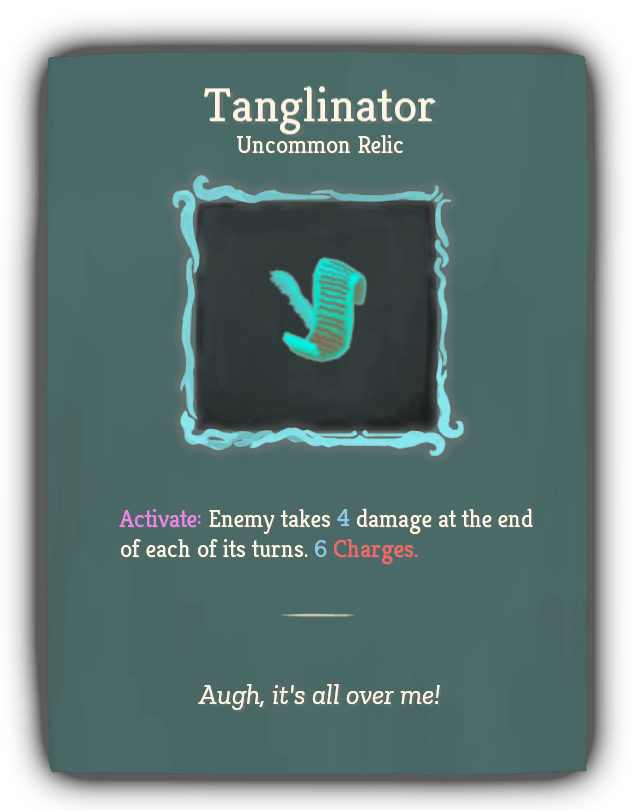 Tanglinator
Uncommon Relic
Activate: Enemy takes 4 damage at the end
of each of its turns. 6 Charges.
Augh, it's all over me!